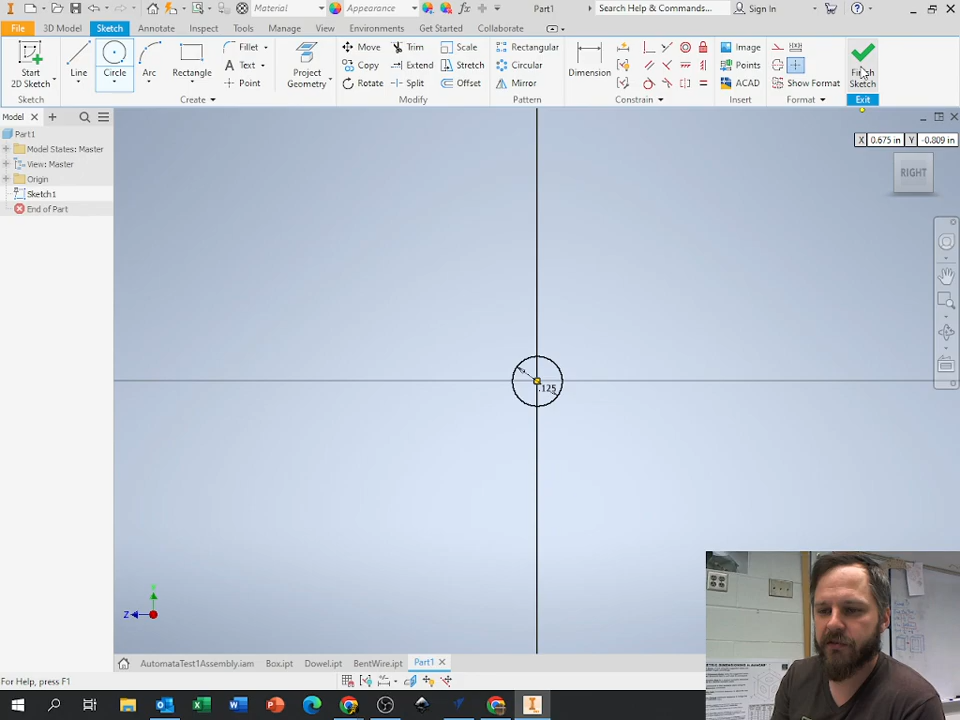 Material
Appearance
fx
Part1
Search Help & Commands...
Sign In
File
Sketch
Annotate
3D Model
Inspect
Tools
Manage
View
Environments
Get Started
Collaborate
Start
2D Sketch
Line
Circle
Arc
Rectangle
Fillet
Text
Point
Project
Geometry
Move
Copy
Rotate
Trim
Extend
Split
Scale
Stretch
Offset
Rectangular
Circular
Mirror
Dimension
Image
Points
ACAD
Show Format
Finish
Sketch
Sketch
Create
Modify
Pattern
Constrain
Insert
Format
Exit
Model
Part1
Model States: Master
View: Master
Origin
Sketch1
End of Part
X 0.675 in Y -0.809 in
RIGHT
.125
Z
AutomataTest1Assembly.iam
Box.ipt
Dowel.ipt
BentWire.ipt
Part1
For Help, press F1